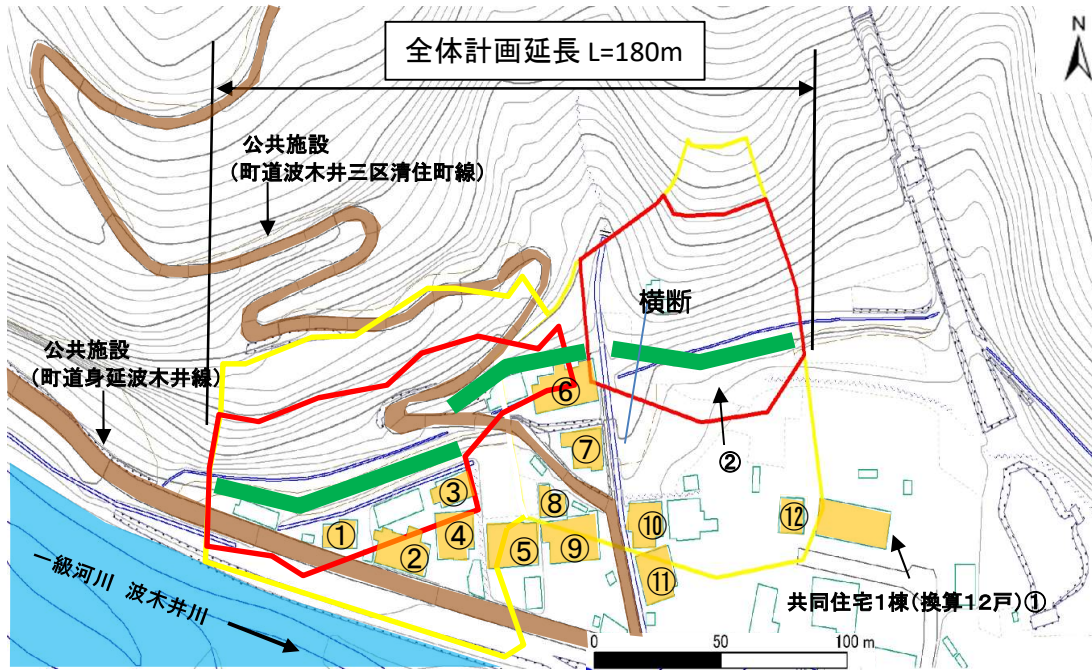 全体計画延長 L=180m
N
公共施設
(町道波木井三区清住町線)
横断
公共施設
(町道身延波木井線)
⑥
②
⑦
③
⑧
①
②
④
⑤
⑨
⑩
⑪
⑫
一級河川 波木井川
共同住宅1棟(換算12戸)①
0 50 100 m